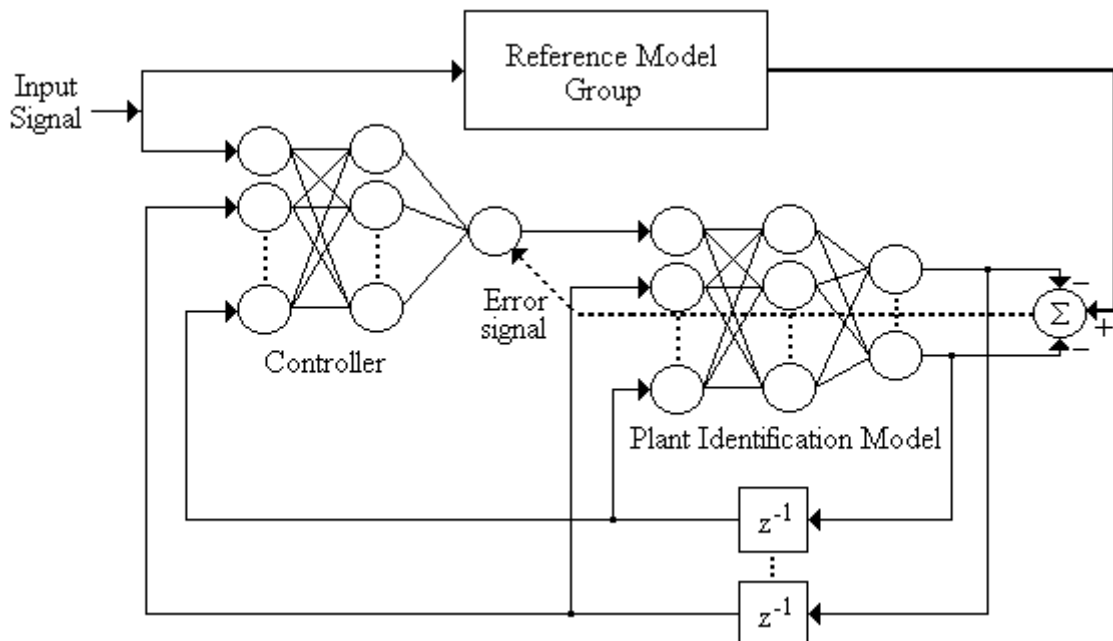 Reference Model
Group
Input
Signal
Error
signal
Controller
Σ
−
+
−
Plant Identification Model
z⁻¹
z⁻¹